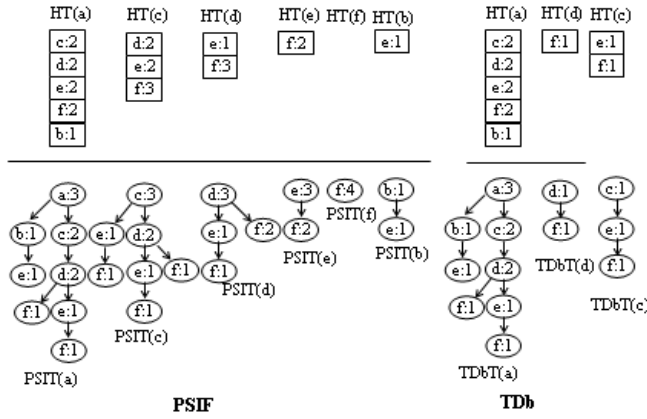 HT(a) HT(c) HT(d) HT(e) HT(f) HT(b) HT(a) HT(d) HT(c)
c:2 d:2 e:1 f:2 e:1 c:2 f:1 e:1
d:2 e:2 f:3 d:2 f:1
e:2 f:3 e:2
f:2 f:2
b:1 b:1
a:3 c:3 d:3 e:3 f:4 b:1 a:3 d:1 c:1
PSIT(f)
b:1 c:2 e:1 d:2 e:1 f:2 f:2 e:1 b:1 c:2 f:1 e:1
PSIT(e) PSIT(b)
e:1 d:2 f:1 e:1 f:1 f:1 e:1 d:2 TDbT(d) f:1
PSIT(d)
f:1 e:1 f:1 f:1 e:1 TDbT(c)
PSIT(c)
f:1 f:1
PSIT(a) TDbT(a)
PSIF TDb